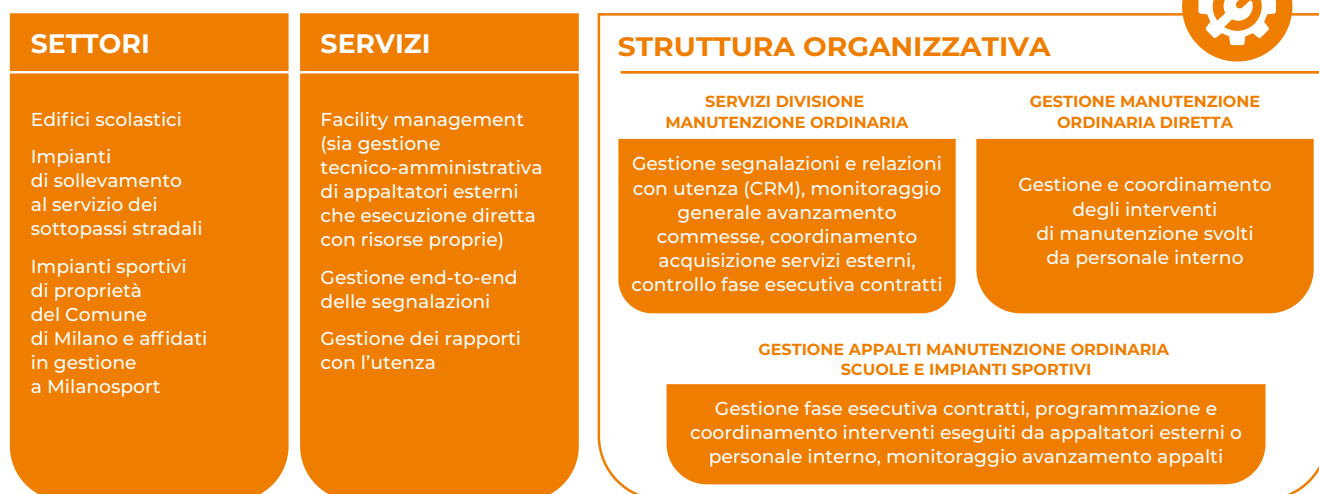 SETTORI
Edifici scolastici
Impianti
di sollevamento
al servizio dei
sottopassi stradali
Impianti sportivi
di proprietà
del Comune
di Milano e affidati
in gestione
a Milanosport
SERVIZI
Facility management
(sia gestione
tecnico-amministrativa
di appaltatori esterni
che esecuzione diretta
con risorse proprie)
Gestione end-to-end
delle segnalazioni
Gestione dei rapporti
con l'utenza
STRUTTURA ORGANIZZATIVA
SERVIZI DIVISIONE
MANUTENZIONE ORDINARIA
Gestione segnalazioni e relazioni
con utenza (CRM), monitoraggio
generale avanzamento
commesse, coordinamento
acquisizione servizi esterni,
controllo fase esecutiva contratti
GESTIONE MANUTENZIONE
ORDINARIA DIRETTA
Gestione e coordinamento
degli interventi
di manutenzione svolti
da personale interno
GESTIONE APPALTI MANUTENZIONE ORDINARIA
SCUOLE E IMPIANTI SPORTIVI
Gestione fase esecutiva contratti, programmazione e
coordinamento interventi eseguiti da appaltatori esterni o
personale interno, monitoraggio avanzamento appalti